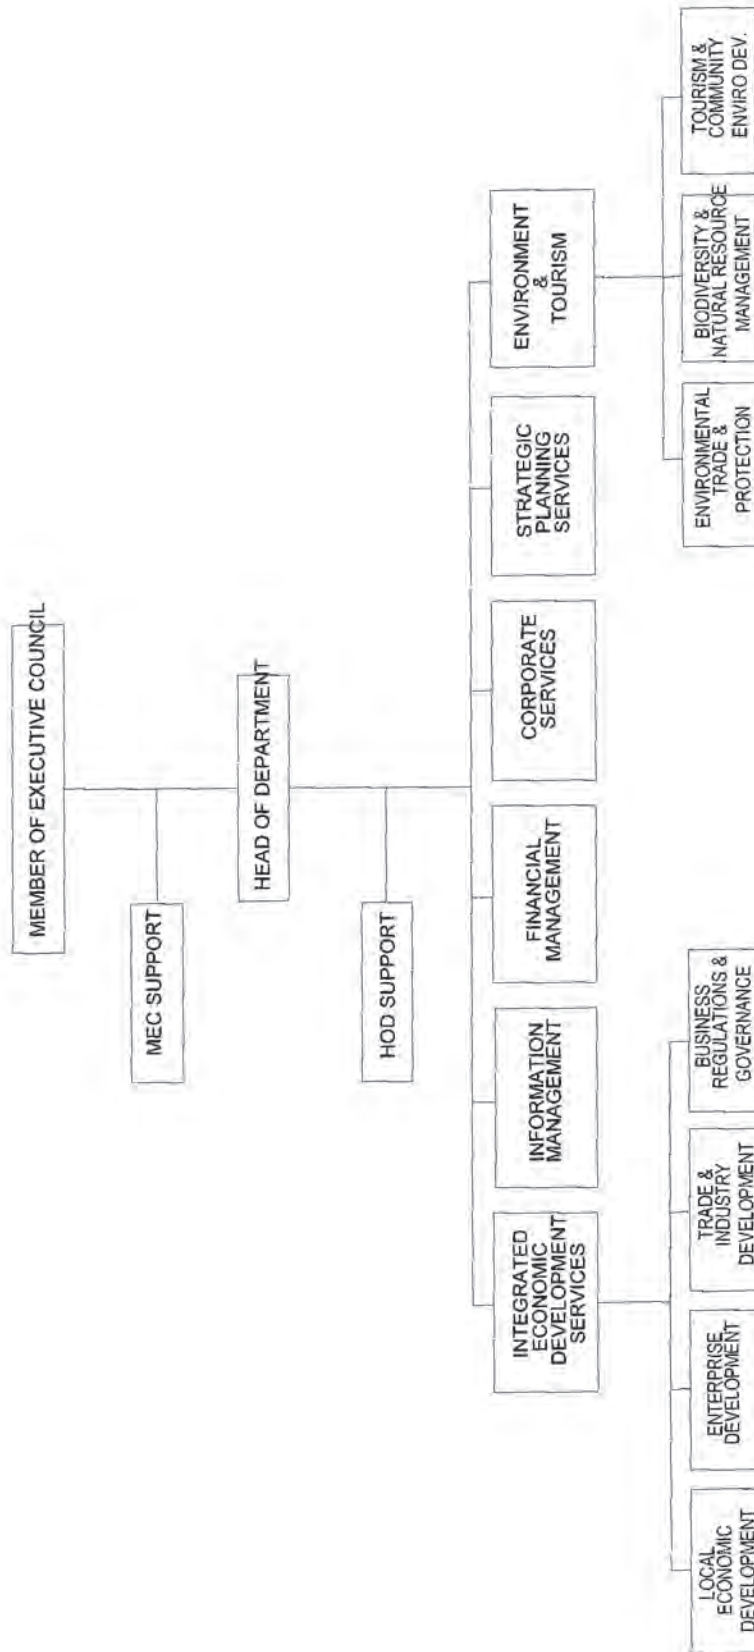 MEMBER OF EXECUTIVE COUNCIL
MEC SUPPORT
HEAD OF DEPARTMENT
HOD SUPPORT
INTEGRATED
ECONOMIC
DEVELOPMENT
SERVICES
INFORMATION
MANAGEMENT
FINANCIAL
MANAGEMENT
CORPORATE
SERVICES
STRATEGIC
PLANNING
SERVICES
ENVIRONMENT
&
TOURISM
LOCAL
ECONOMIC
DEVELOPMENT
ENTERPRISE
DEVELOPMENT
TRADE &
INDUSTRY
DEVELOPMENT
BUSINESS
REGULATIONS &
GOVERNANCE
ENVIRONMENTAL
TRADE &
PROTECTION
BIODIVERSITY &
NATURAL RESOURCE
MANAGEMENT
TOURISM &
COMMUNITY
ENVIRO DEV.